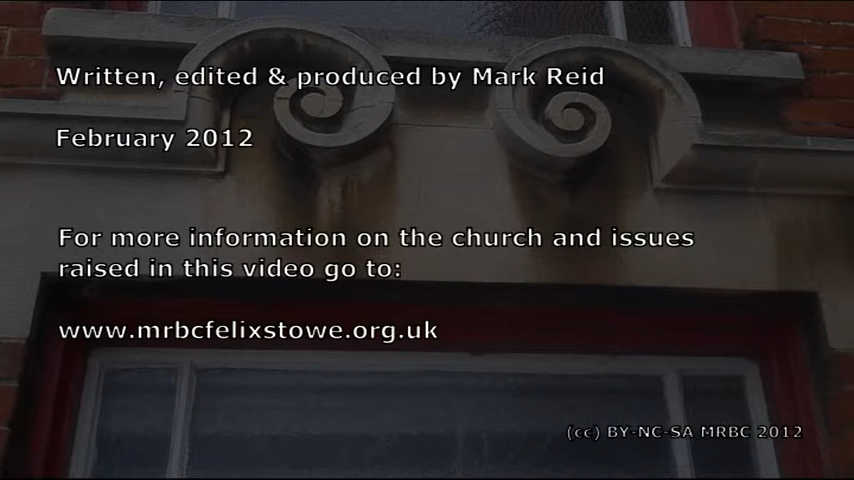 Written, edited & produced by Mark Reid
February 2012
For more information on the church and issues
raised in this video go to:
www.mrbcfelixstowe.org.uk
(cc) BY-NC-SA MRBC 2012